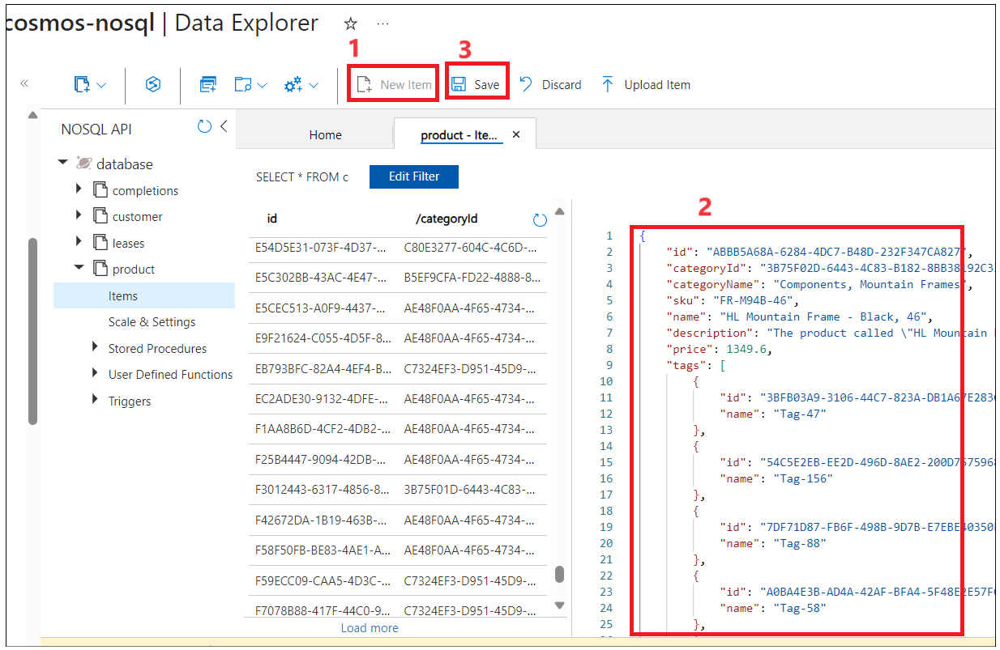 cosmos-nosql | Data Explorer ☆ ...
1
3
New Item
Save
Discard
Upload Item
NOSQL API
database
completions
customer
leases
product
Items
Scale & Settings
Stored Procedures
User Defined Functions
Triggers
Home
product - Ite...
SELECT * FROM c
Edit Filter
id /categoryId
E54D5E31-073F-4D37-... C80E3277-604C-4C6D-...
E5C302BB-43AC-4E47-... B5EF9CFA-FD22-4888-8...
E5CEC513-A0F9-4437-... AE48F0AA-4F65-4734-...
E9F21624-C055-4D5F-8... AE48F0AA-4F65-4734-...
EB793BFC-82A4-4EF4-B... C7324EF3-D951-45D9-...
EC2ADE30-9132-4DFE-... AE48F0AA-4F65-4734-...
F1AA8B6D-4CF2-4DB2-... AE48F0AA-4F65-4734-...
F25B4447-9094-42DB-... AE48F0AA-4F65-4734-...
F3012443-6317-4856-8... 3B75F01D-6443-4C83-...
F42672DA-1B19-463B-... AE48F0AA-4F65-4734-...
F58F50FB-BE83-4AE1-A... AE48F0AA-4F65-4734-...
F59ECC09-CAA5-4D3C-... C7324EF3-D951-45D9-...
F7078B88-417F-44C0-9... C7324EF3-D951-45D9-...
Load more
2
1 {
2 "id": "ABBB5A68A-6284-4DC7-B48D-232F347CA827",
3 "categoryId": "3B75F02D-6443-4C83-B182-8BB38192C3
4 "categoryName": "Components, Mountain Frames",
5 "sku": "FR-M94B-46",
6 "name": "HL Mountain Frame - Black, 46",
7 "description": "The product called \"HL Mountain
8 "price": 1349.6,
9 "tags": [
10 {
11 "id": "3BFB03A9-3106-44C7-823A-DB1A67E283
12 "name": "Tag-47"
13 },
14 {
15 "id": "54C5E2EB-EE2D-496D-8AE2-200D7575968
16 "name": "Tag-156"
17 },
18 {
19 "id": "7DF71D87-FB6F-498B-9D7B-E7EBE40350
20 "name": "Tag-88"
21 },
22 {
23 "id": "A0BA4E3B-AD4A-42AF-BFA4-5F48E2E57F
24 "name": "Tag-58"
25 },